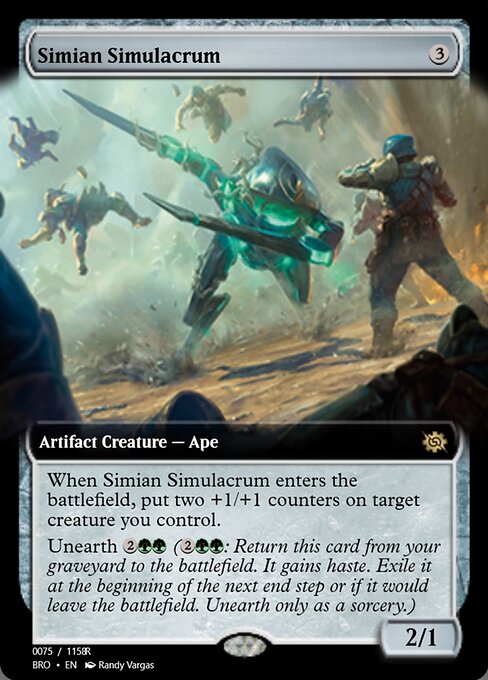 Simian Simulacrum 3
Artifact Creature — Ape
When Simian Simulacrum enters the
battlefield, put two +1/+1 counters on target
creature you control.
Unearth 2 (2: Return this card from your
graveyard to the battlefield. It gains haste. Exile it
at the beginning of the next end step or if it would
leave the battlefield. Unearth only as a sorcery.)
2/1
0075 / 1158R
BRO • EN Randy Vargas